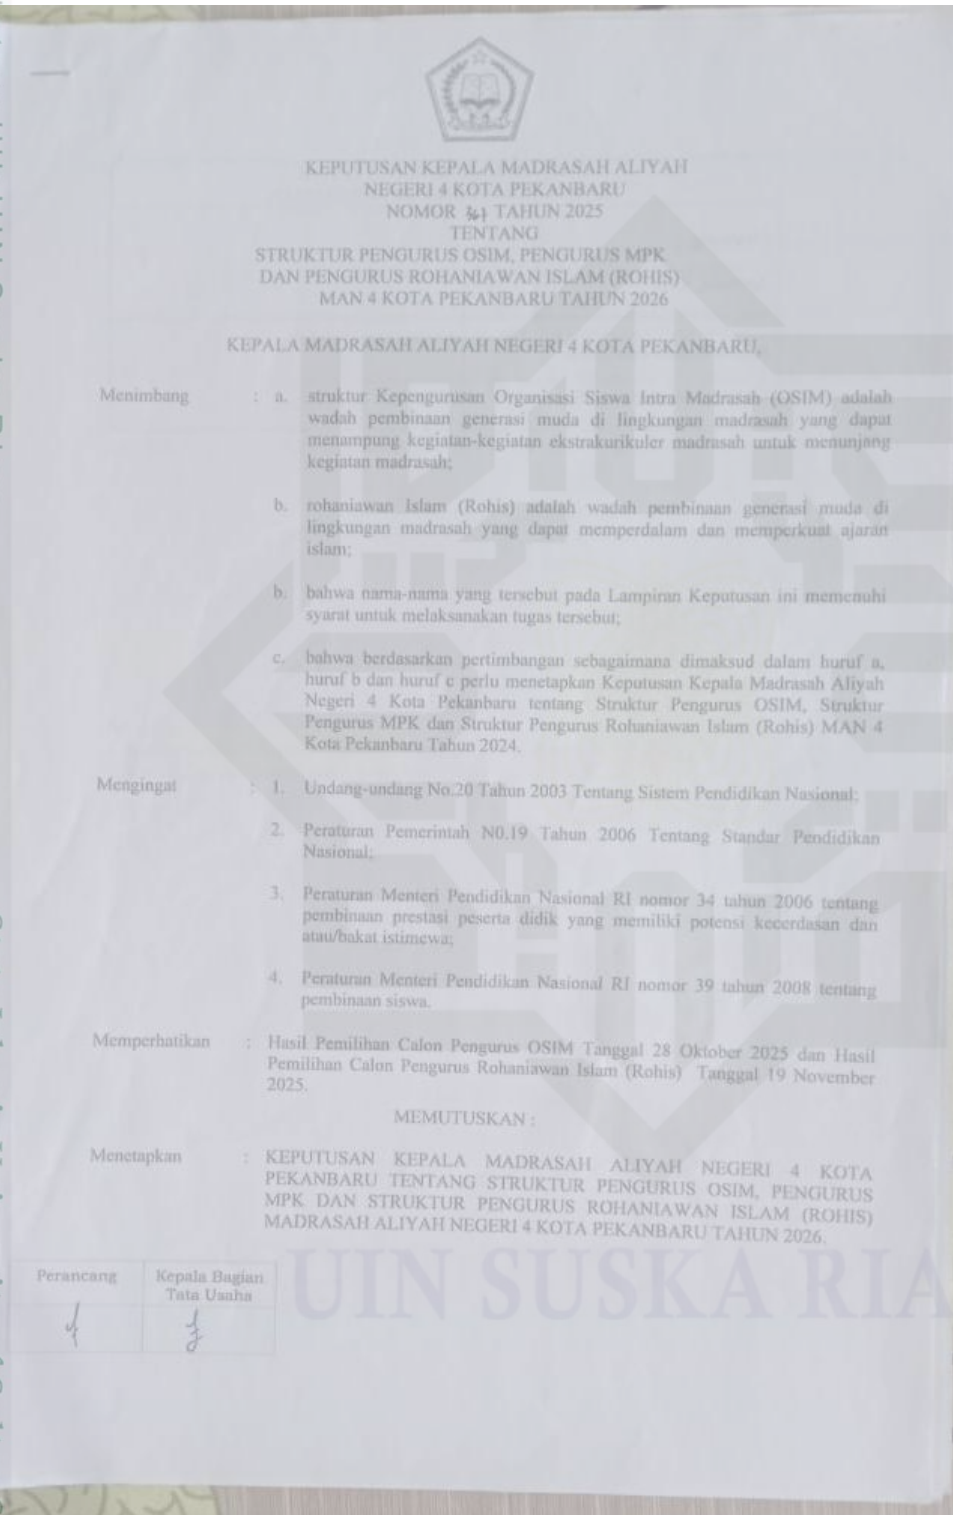 KEPUTUSAN KEPALA MADRASAH ALIYAH
NEGERI 4 KOTA PEKANBARU
NOMOR TAHUN 2025
TENTANG
STRUKTUR PENGURUS OSIM, PENGURUS MPK
DAN PENGURUS ROHANIAWAN ISLAM (ROHIS)
MAN 4 KOTA PEKANBARU TAHUN 2026
KEPALA MADRASAH ALIYAH NEGERI 4 KOTA PEKANBARU,
Menimbang : a. struktur Kepengurusan Organisasi Siswa Intra Madrasah (OSIM) adalah
wadah pembinaan generasi muda di lingkungan madrasah yang dapat
menampung kegiatan-kegiatan ekstrakurikuler madrasah untuk menunjang
kegiatan madrasah;
b. rohaniawan Islam (Rohis) adalah wadah pembinaan generasi muda di
lingkungan madrasah yang dapat memperdalam dan memperkuat ajaran
islam;
b. bahwa nama-nama yang tersebut pada Lampiran Keputusan ini memenuhi
syarat untuk melaksanakan tugas tersebut;
c. bahwa berdasarkan pertimbangan sebagaimana dimaksud dalam huruf a,
huruf b dan huruf c perlu menetapkan Keputusan Kepala Madrasah Aliyah
Negeri 4 Kota Pekanbaru tentang Struktur Pengurus OSIM, Struktur
Pengurus MPK dan Struktur Pengurus Rohaniawan Islam (Rohis) MAN 4
Kota Pekanbaru Tahun 2024.
Mengingat : 1. Undang-undang No.20 Tahun 2003 Tentang Sistem Pendidikan Nasional;
2. Peraturan Pemerintah N0.19 Tahun 2006 Tentang Standar Pendidikan
Nasional;
3. Peraturan Menteri Pendidikan Nasional RI nomor 34 tahun 2006 tentang
pembinaan prestasi peserta didik yang memiliki potensi kecerdasan dan
atau/bakat istimewa;
4. Peraturan Menteri Pendidikan Nasional RI nomor 39 tahun 2008 tentang
pembinaan siswa.
Memperhatikan : Hasil Pemilihan Calon Pengurus OSIM Tanggal 28 Oktober 2025 dan Hasil
Pemilihan Calon Pengurus Rohaniawan Islam (Rohis) Tanggal 19 November
2025.
MEMUTUSKAN :
Menetapkan : KEPUTUSAN KEPALA MADRASAH ALIYAH NEGERI 4 KOTA
PEKANBARU TENTANG STRUKTUR PENGURUS OSIM, PENGURUS
MPK DAN STRUKTUR PENGURUS ROHANIAWAN ISLAM (ROHIS)
MADRASAH ALIYAH NEGERI 4 KOTA PEKANBARU TAHUN 2026.
UIN SUSKA RIA
Perancang
Kepala Bagian
Tata Usaha